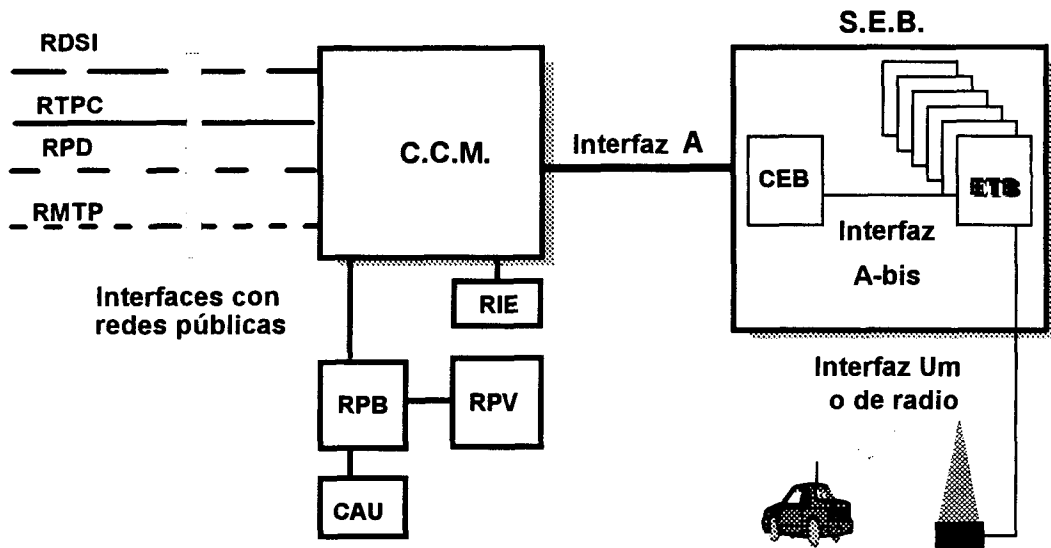 S.E.B.
RDSI
RTPC
RPD
RMTP
C.C.M.
Interfaz A
CEB
ETB
Interfaz
A-bis
Interfaces con
redes públicas
RIE
RPB
RPV
CAU
Interfaz Um
o de radio